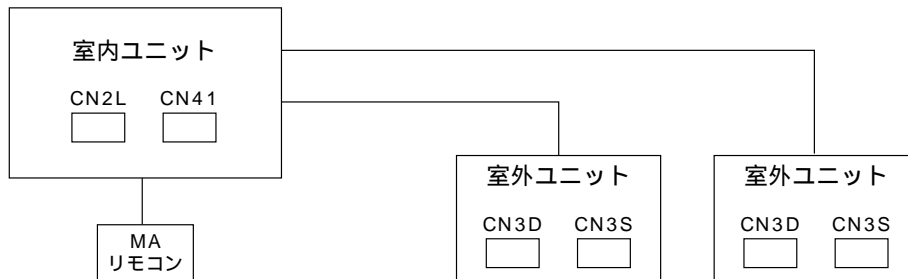 室内ユニット
CN2L CN41
MA
リモコン
室外ユニット
CN3D CN3S
室外ユニット
CN3D CN3S